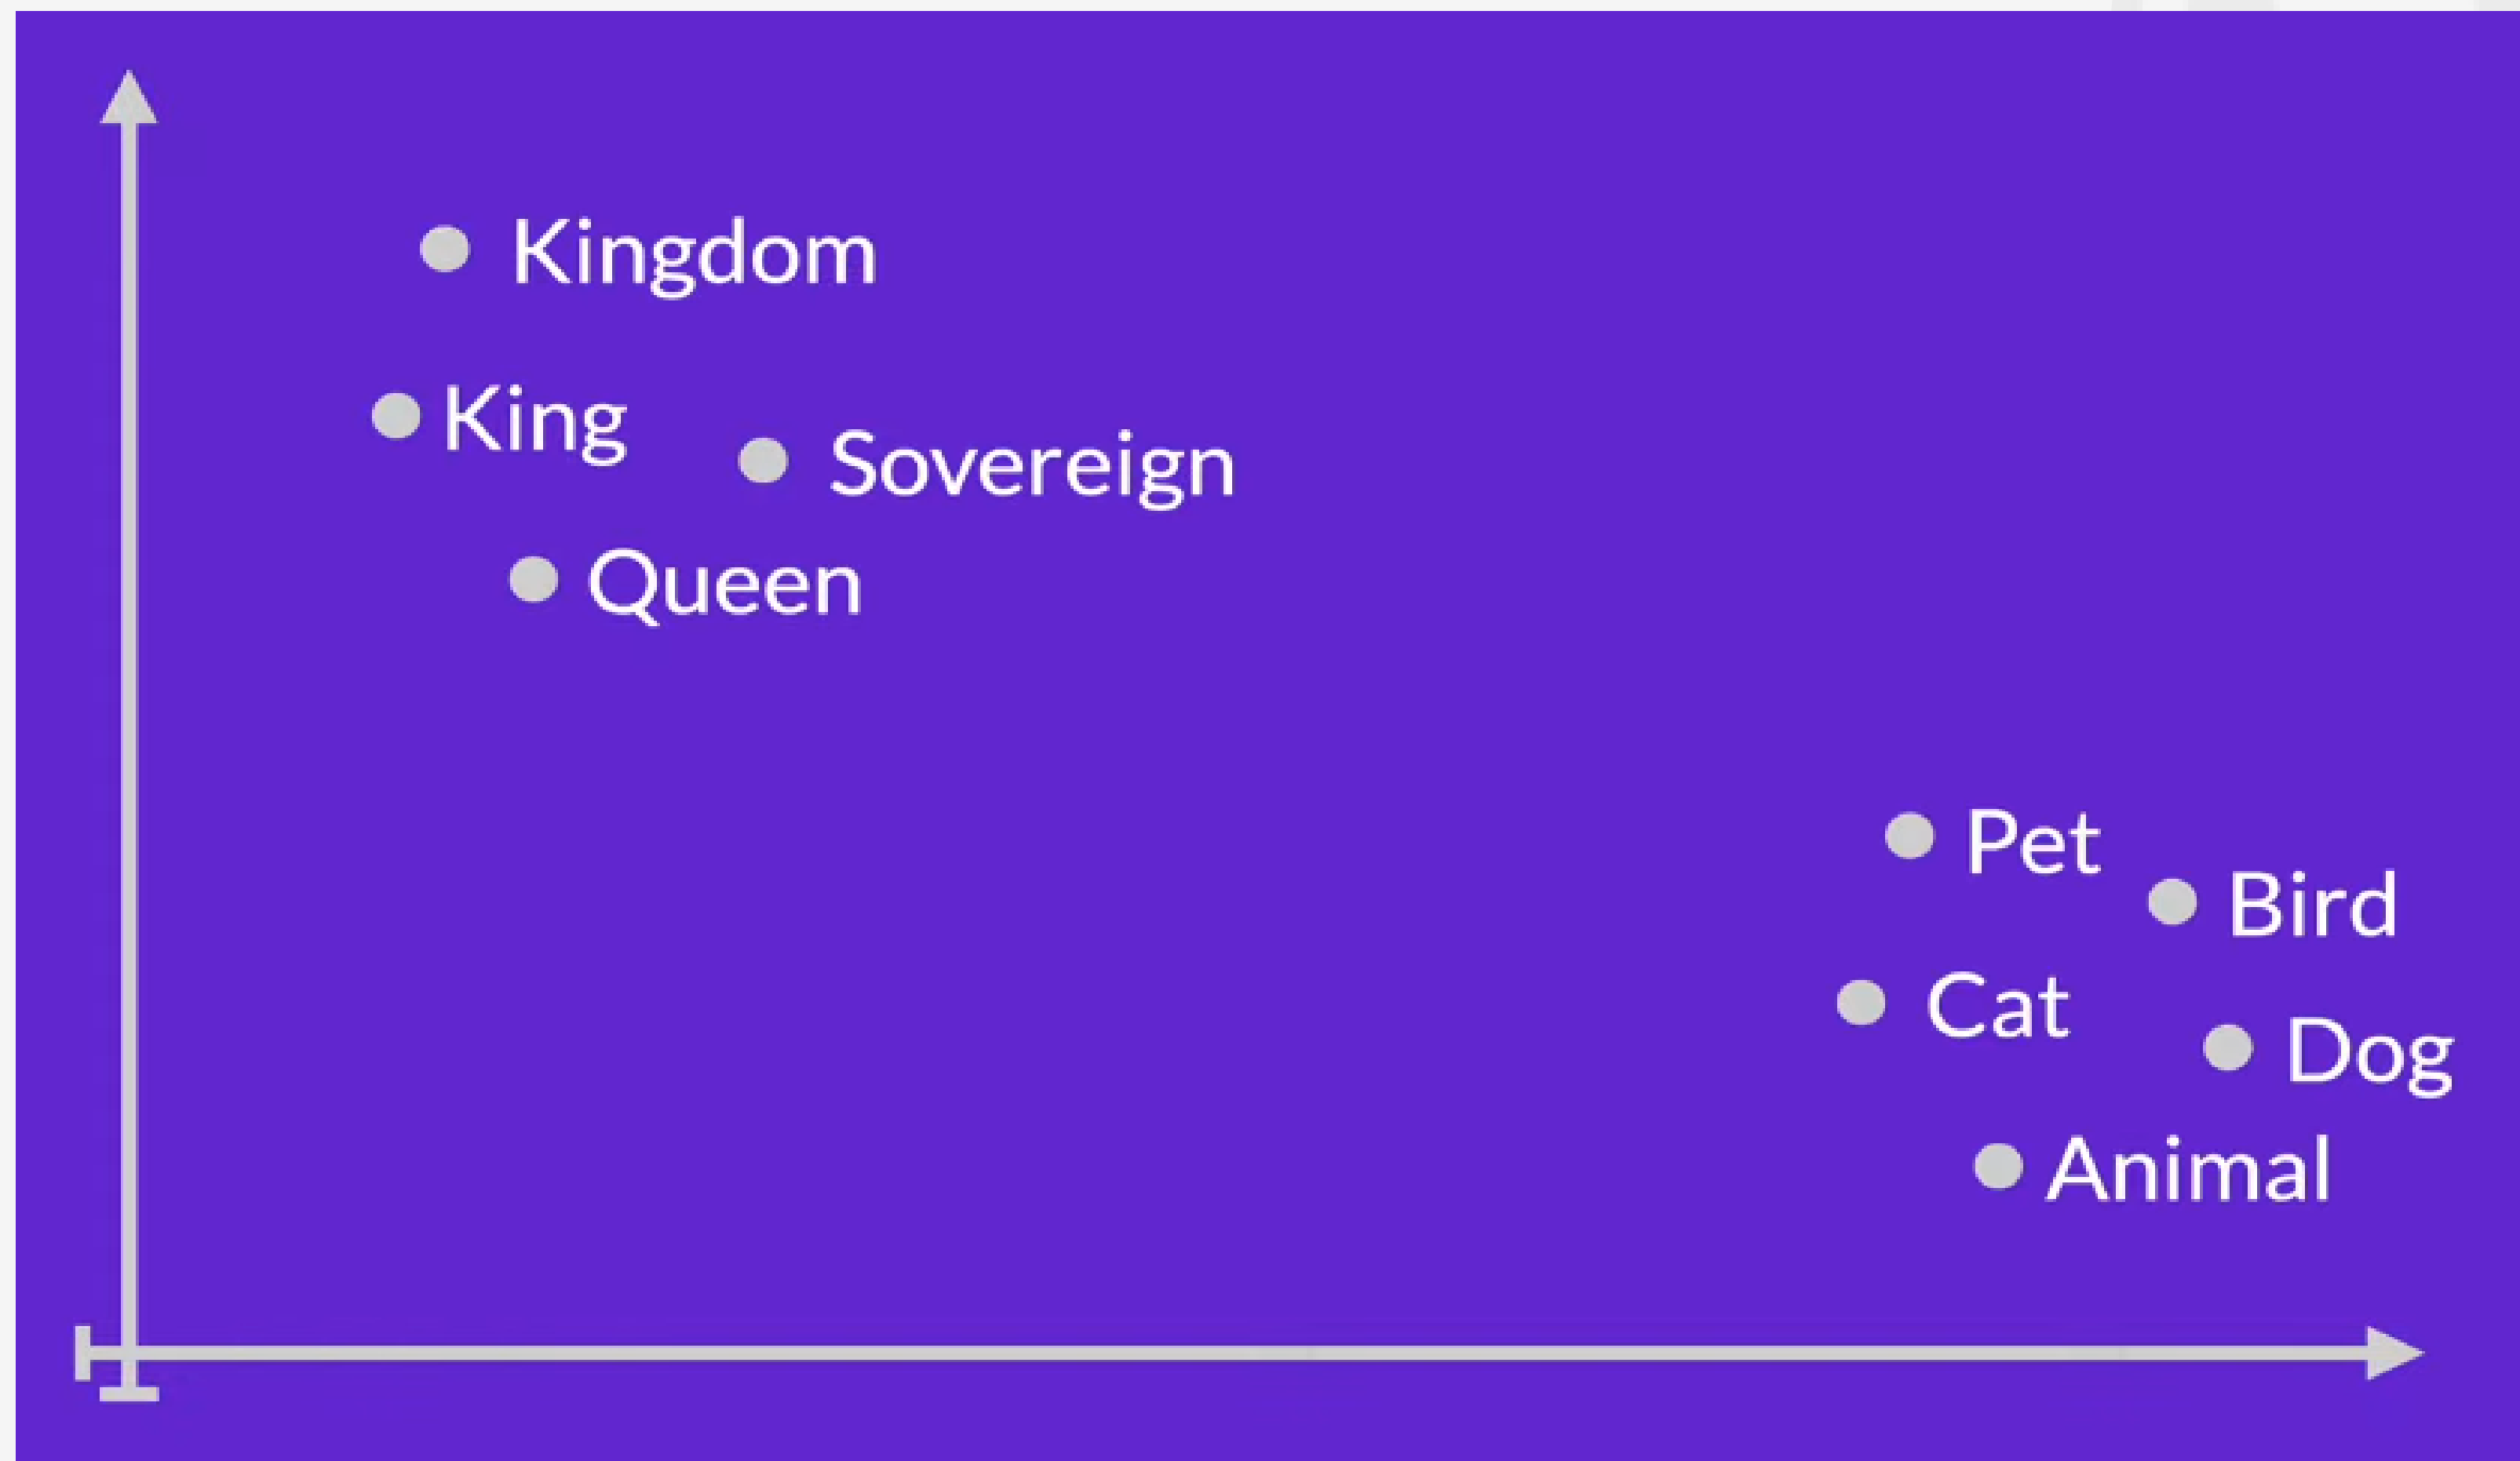 Kingdom
King
Sovereign
Queen
Pet
Bird
Cat
Dog
Animal